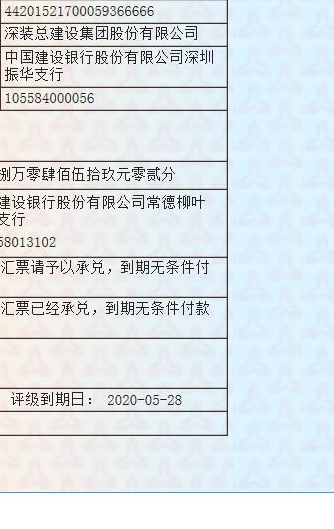 44201521700059366666
深装总建设集团股份有限公司
中国建设银行股份有限公司深圳
振华支行
105584000056
捌万零肆佰伍拾玖元零贰分
建设银行股份有限公司常德柳叶
支行
58013102
汇票请予以承兑，到期无条件付
汇票已经承兑，到期无条件付款
评级到期日： 2020-05-28